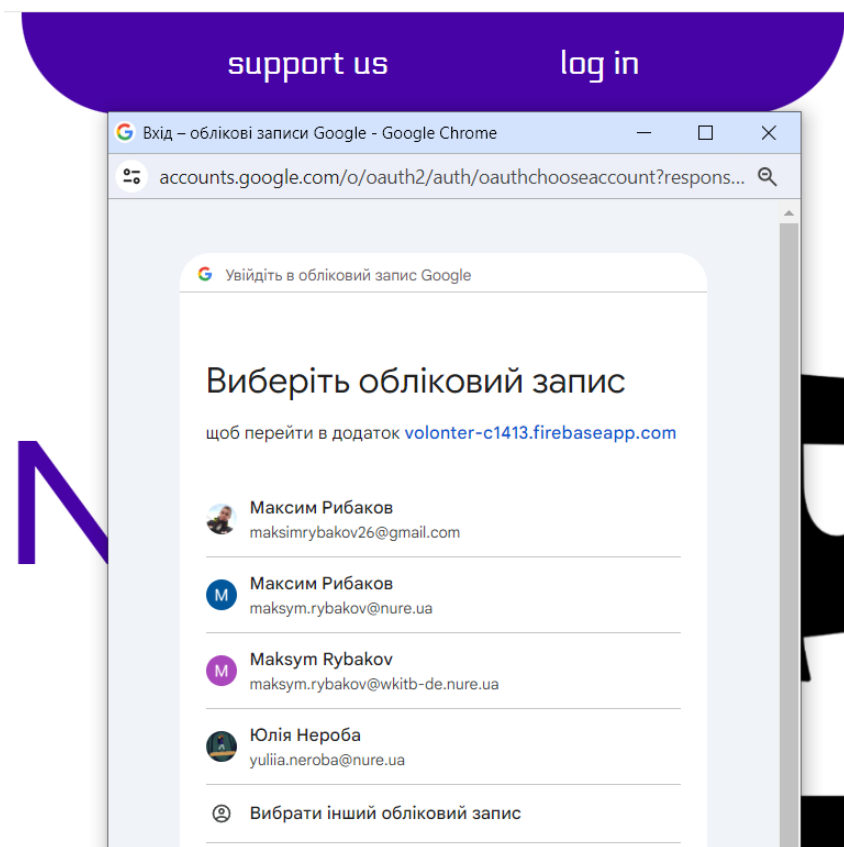 support us
log in
Вхід – облікові записи Google - Google Chrome
accounts.google.com/o/oauth2/auth/oauthchooseaccount?respons...
Увійдіть в обліковий запис Google
Виберіть обліковий запис
щоб перейти в додаток volonter-c1413.firebaseapp.com
Максим Рибаков
maksimrybakov26@gmail.com
M
Максим Рибаков
maksym.rybakov@nure.ua
M
Maksym Rybakov
maksym.rybakov@wkitb-de.nure.ua
Юлія Нероба
yuliia.neroba@nure.ua
Вибрати інший обліковий запис